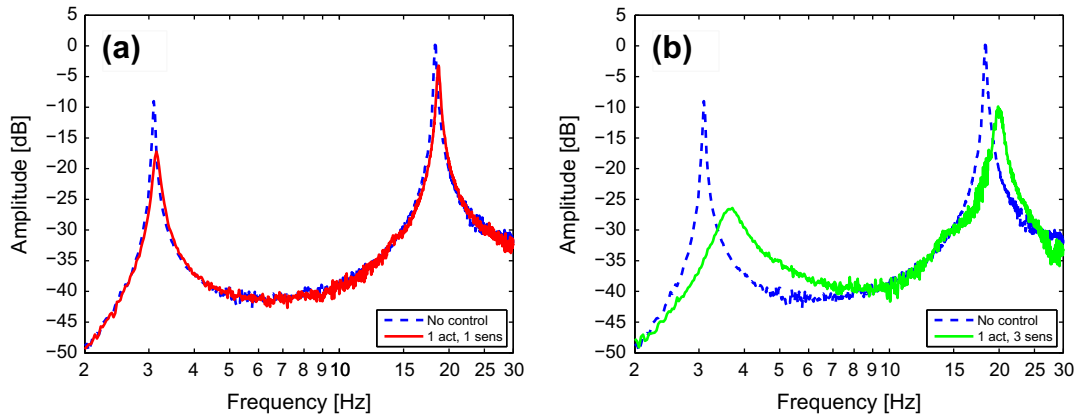 (a)
Amplitude [dB]
5
0
−5
−10
−15
−20
−25
−30
−35
−40
−45
−50
2 3 4 5 6 7 8 9 10 15 20 25 30
Frequency [Hz]
No control
1 act, 1 sens
(b)
Amplitude [dB]
5
0
−5
−10
−15
−20
−25
−30
−35
−40
−45
−50
2 3 4 5 6 7 8 9 10 15 20 25 30
Frequency [Hz]
No control
1 act, 3 sens